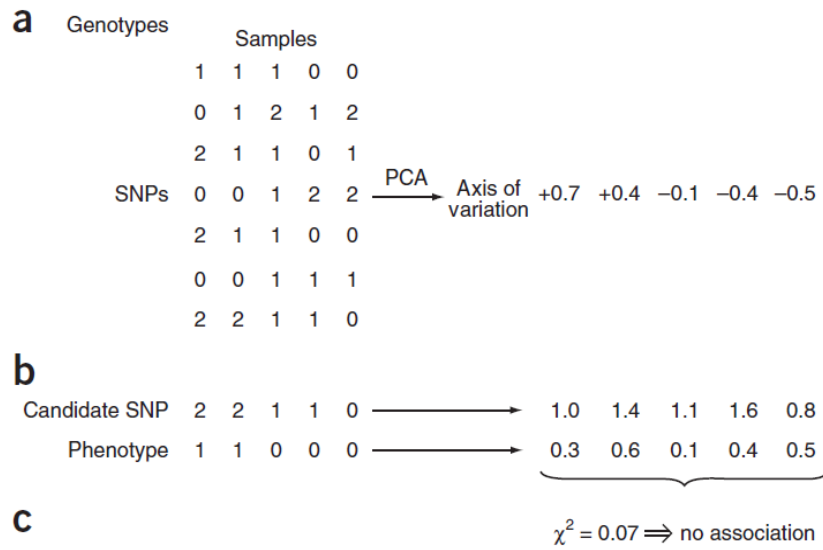 a Genotypes
Samples
1 1 1 0 0
0 1 2 1 2
2 1 1 0 1
PCA
SNPs 0 0 1 2 2 Axis of variation +0.7 +0.4 −0.1 −0.4 −0.5
2 1 1 0 0
0 0 1 1 1
2 2 1 1 0
b
Candidate SNP 2 2 1 1 0 1.0 1.4 1.1 1.6 0.8
Phenotype 1 1 0 0 0 0.3 0.6 0.1 0.4 0.5
c
χ² = 0.07 ⇒ no association